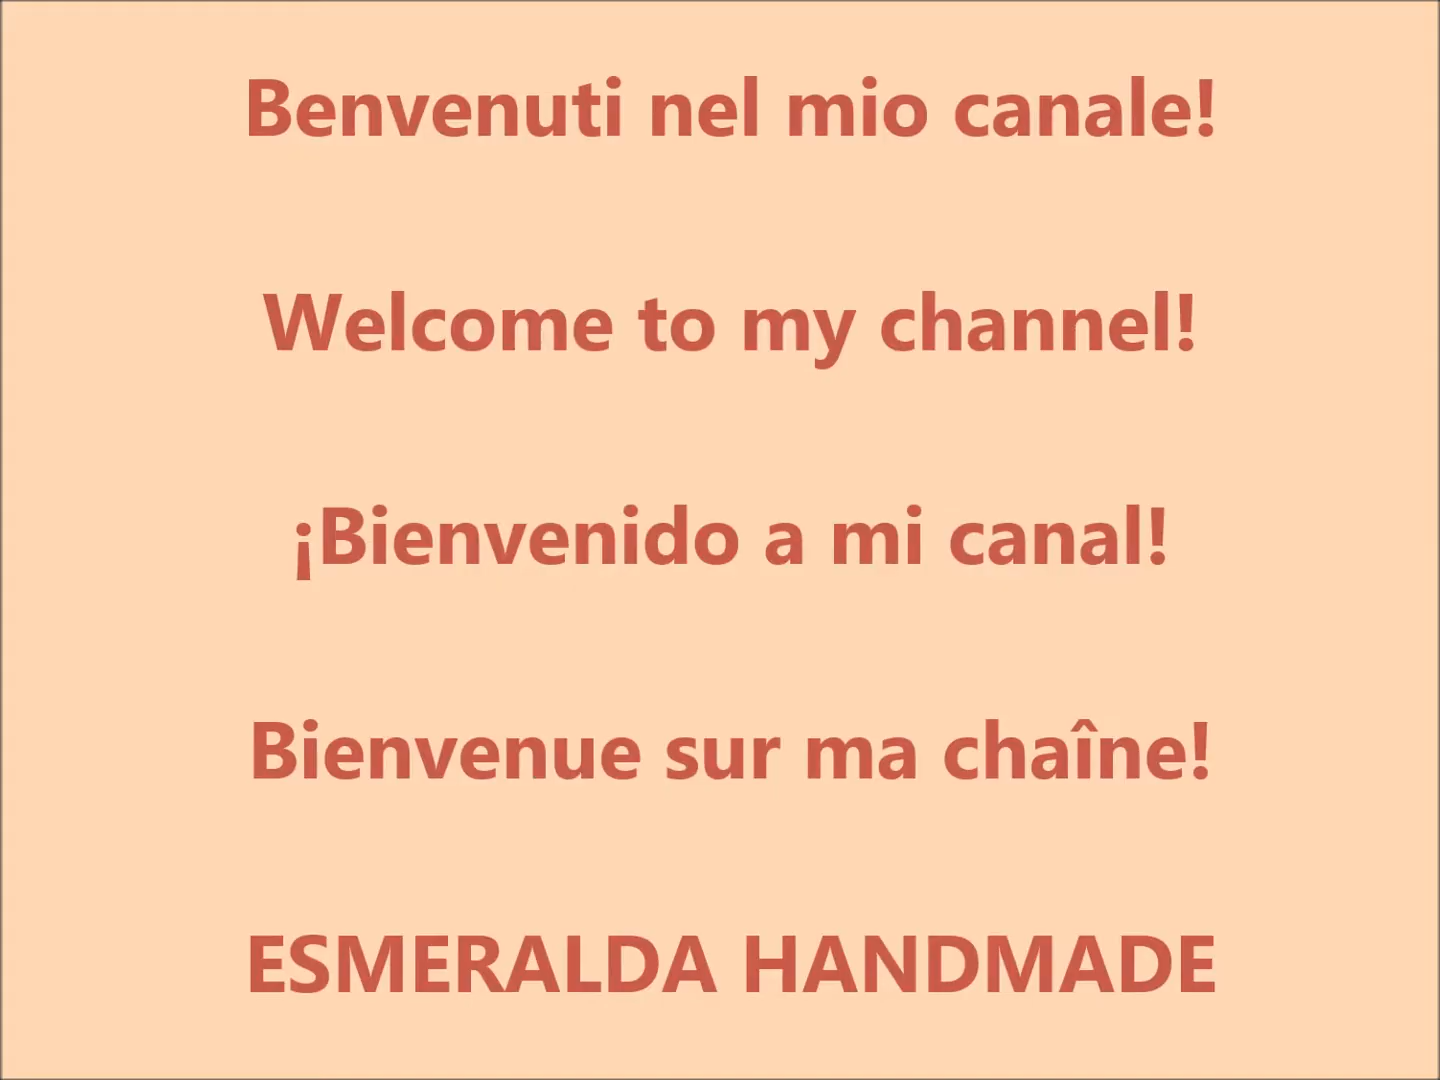 Benvenuti nel mio canale!
Welcome to my channel!
¡Bienvenido a mi canal!
Bienvenue sur ma chaîne!
ESMERALDA HANDMADE